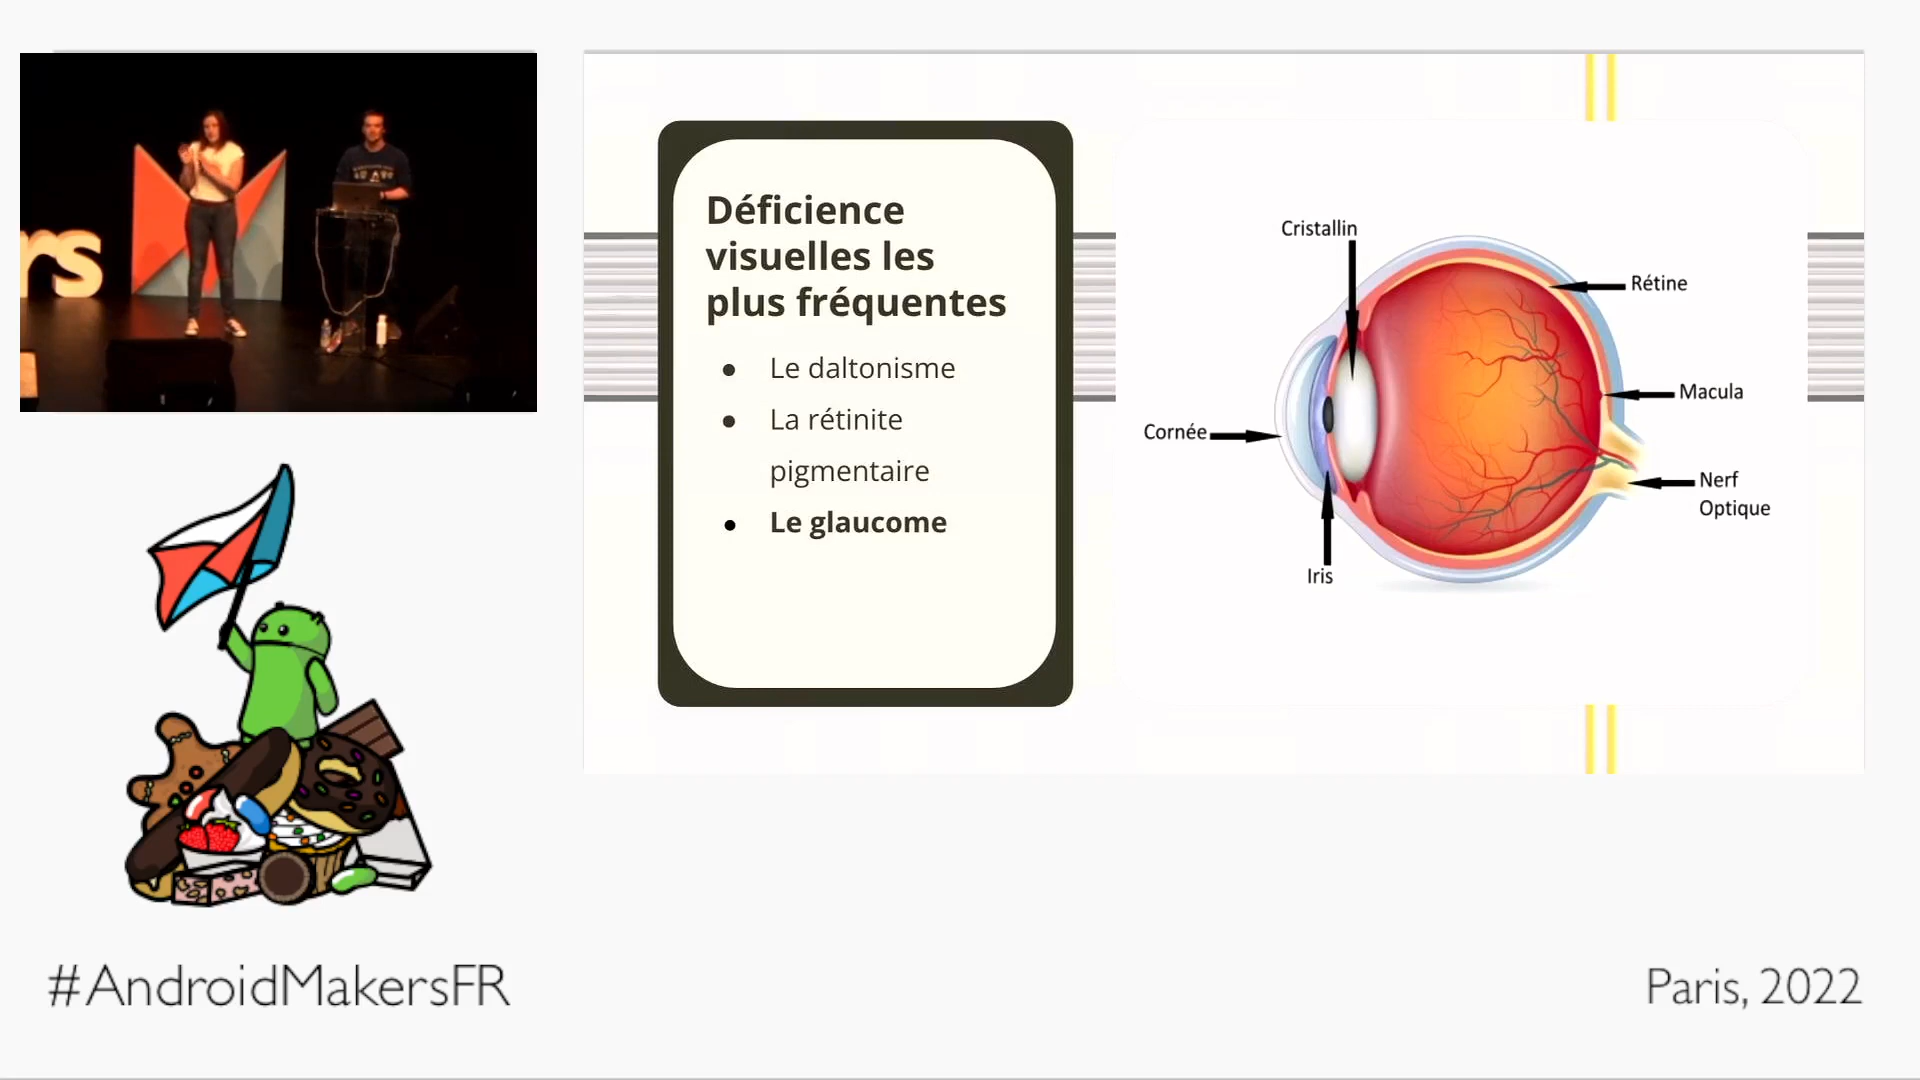 rs
Déficience
visuelles les
plus fréquentes
Le daltonisme
La rétinite
pigmentaire
Le glaucome
Cristallin
Rétine
Macula
Cornée
Nerf
Optique
Iris
#AndroidMakersFR
Paris, 2022